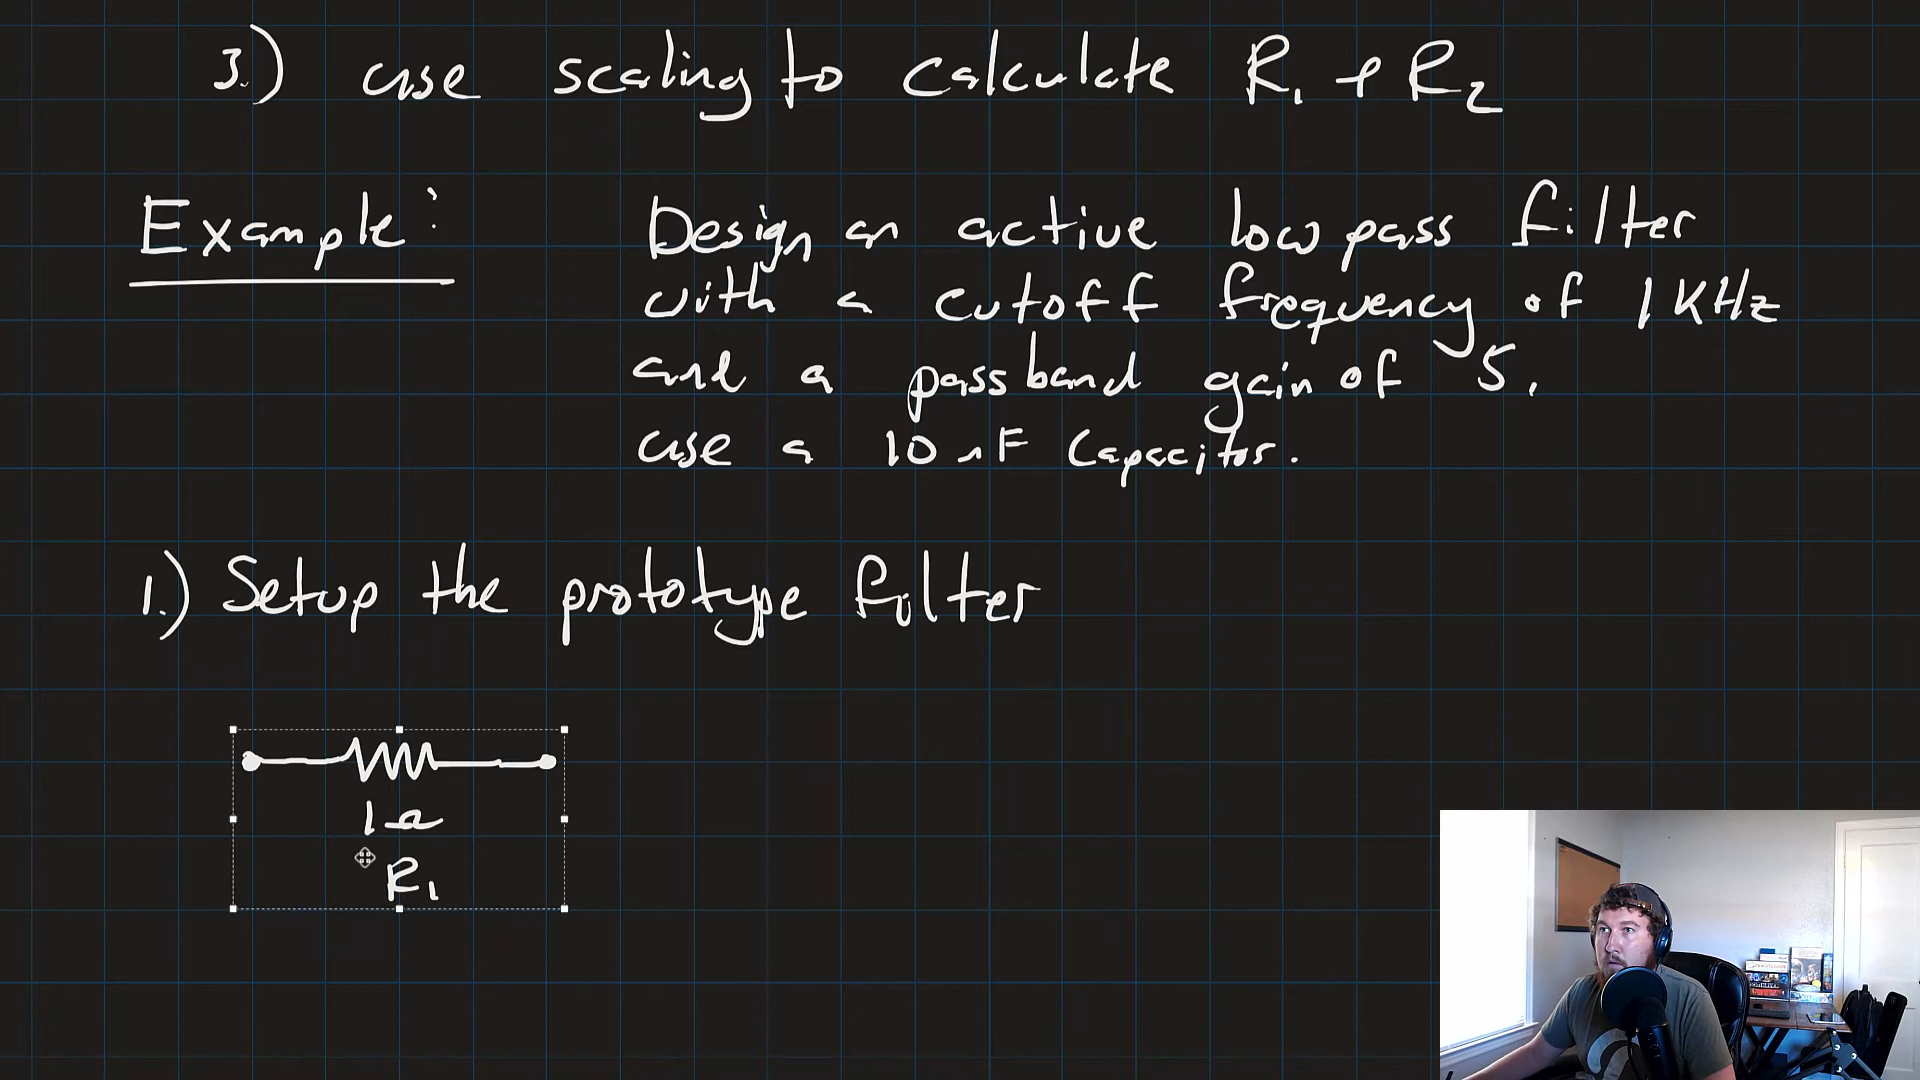 3.) use scaling to calculate R₁ + R₂
Example: Design an active low pass filter
with a cutoff frequency of 1 KHz
and a passband gain of 5.
use a 10 nF Capacitor.
1.) Setup the prototype filter
1 Ω
R₁